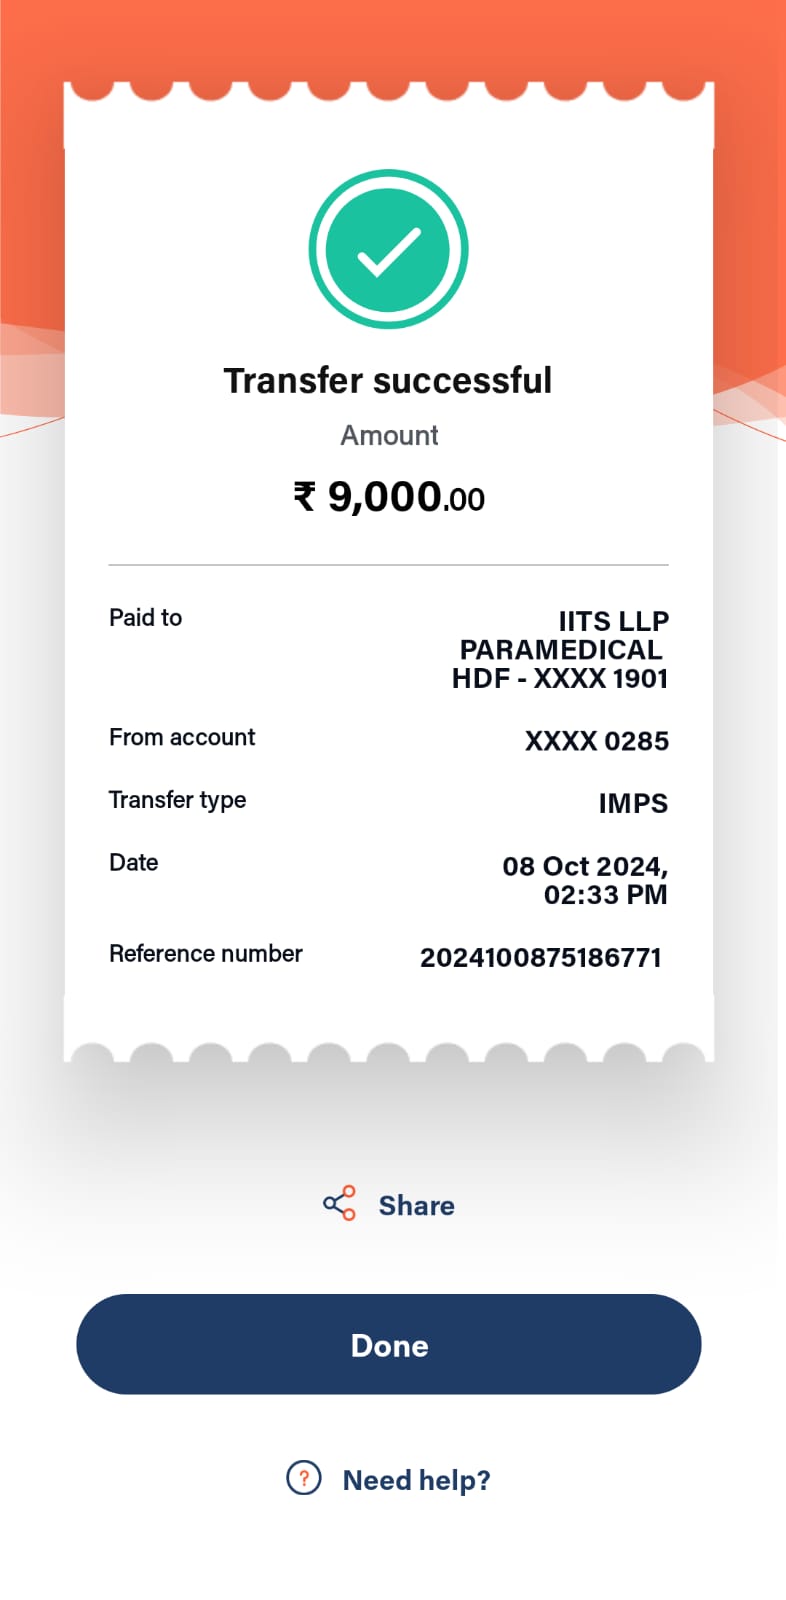 Transfer successful
Amount
₹ 9,000.00
Paid to
IITS LLP
PARAMEDICAL
HDF - XXXX 1901
From account
XXXX 0285
Transfer type
IMPS
Date
08 Oct 2024,
02:33 PM
Reference number
2024100875186771
Share
Done
? Need help?